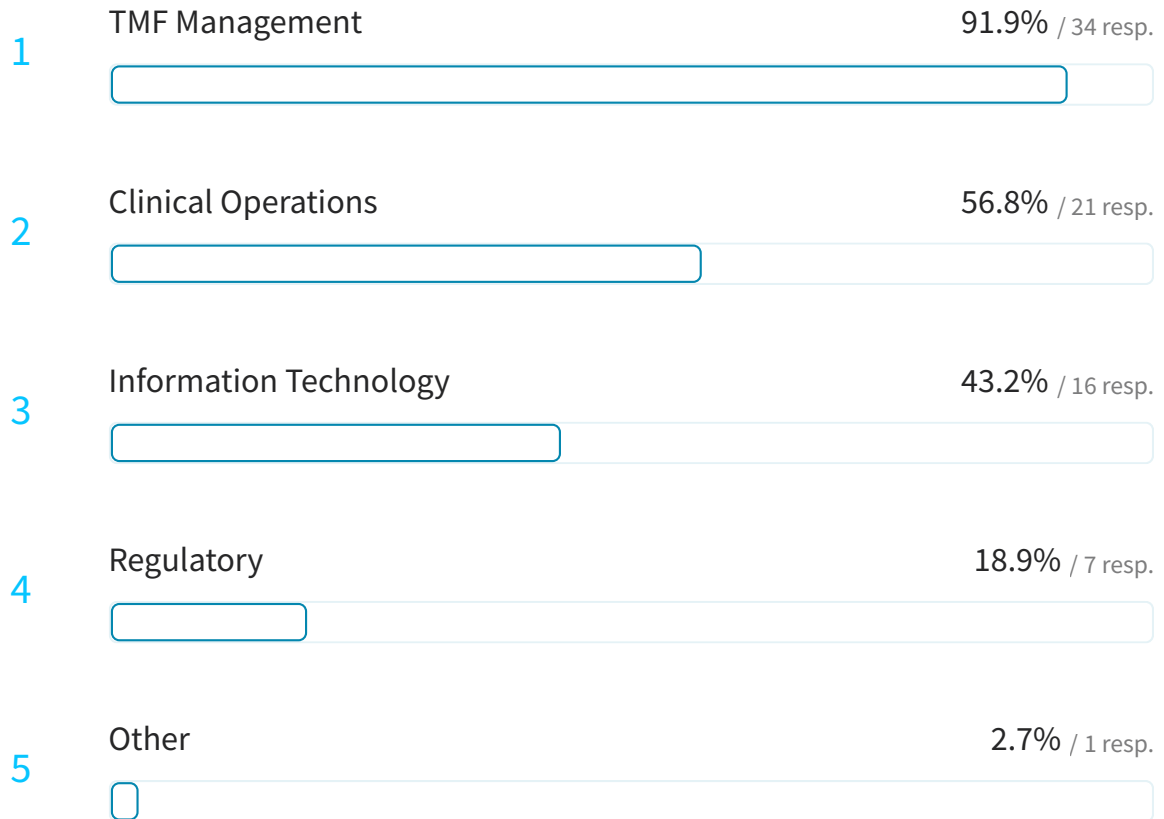 TMF Management 91.9% / 34 resp.
1
Clinical Operations 56.8% / 21 resp.
2
Information Technology 43.2% / 16 resp.
3
Regulatory 18.9% / 7 resp.
4
Other 2.7% / 1 resp.
5